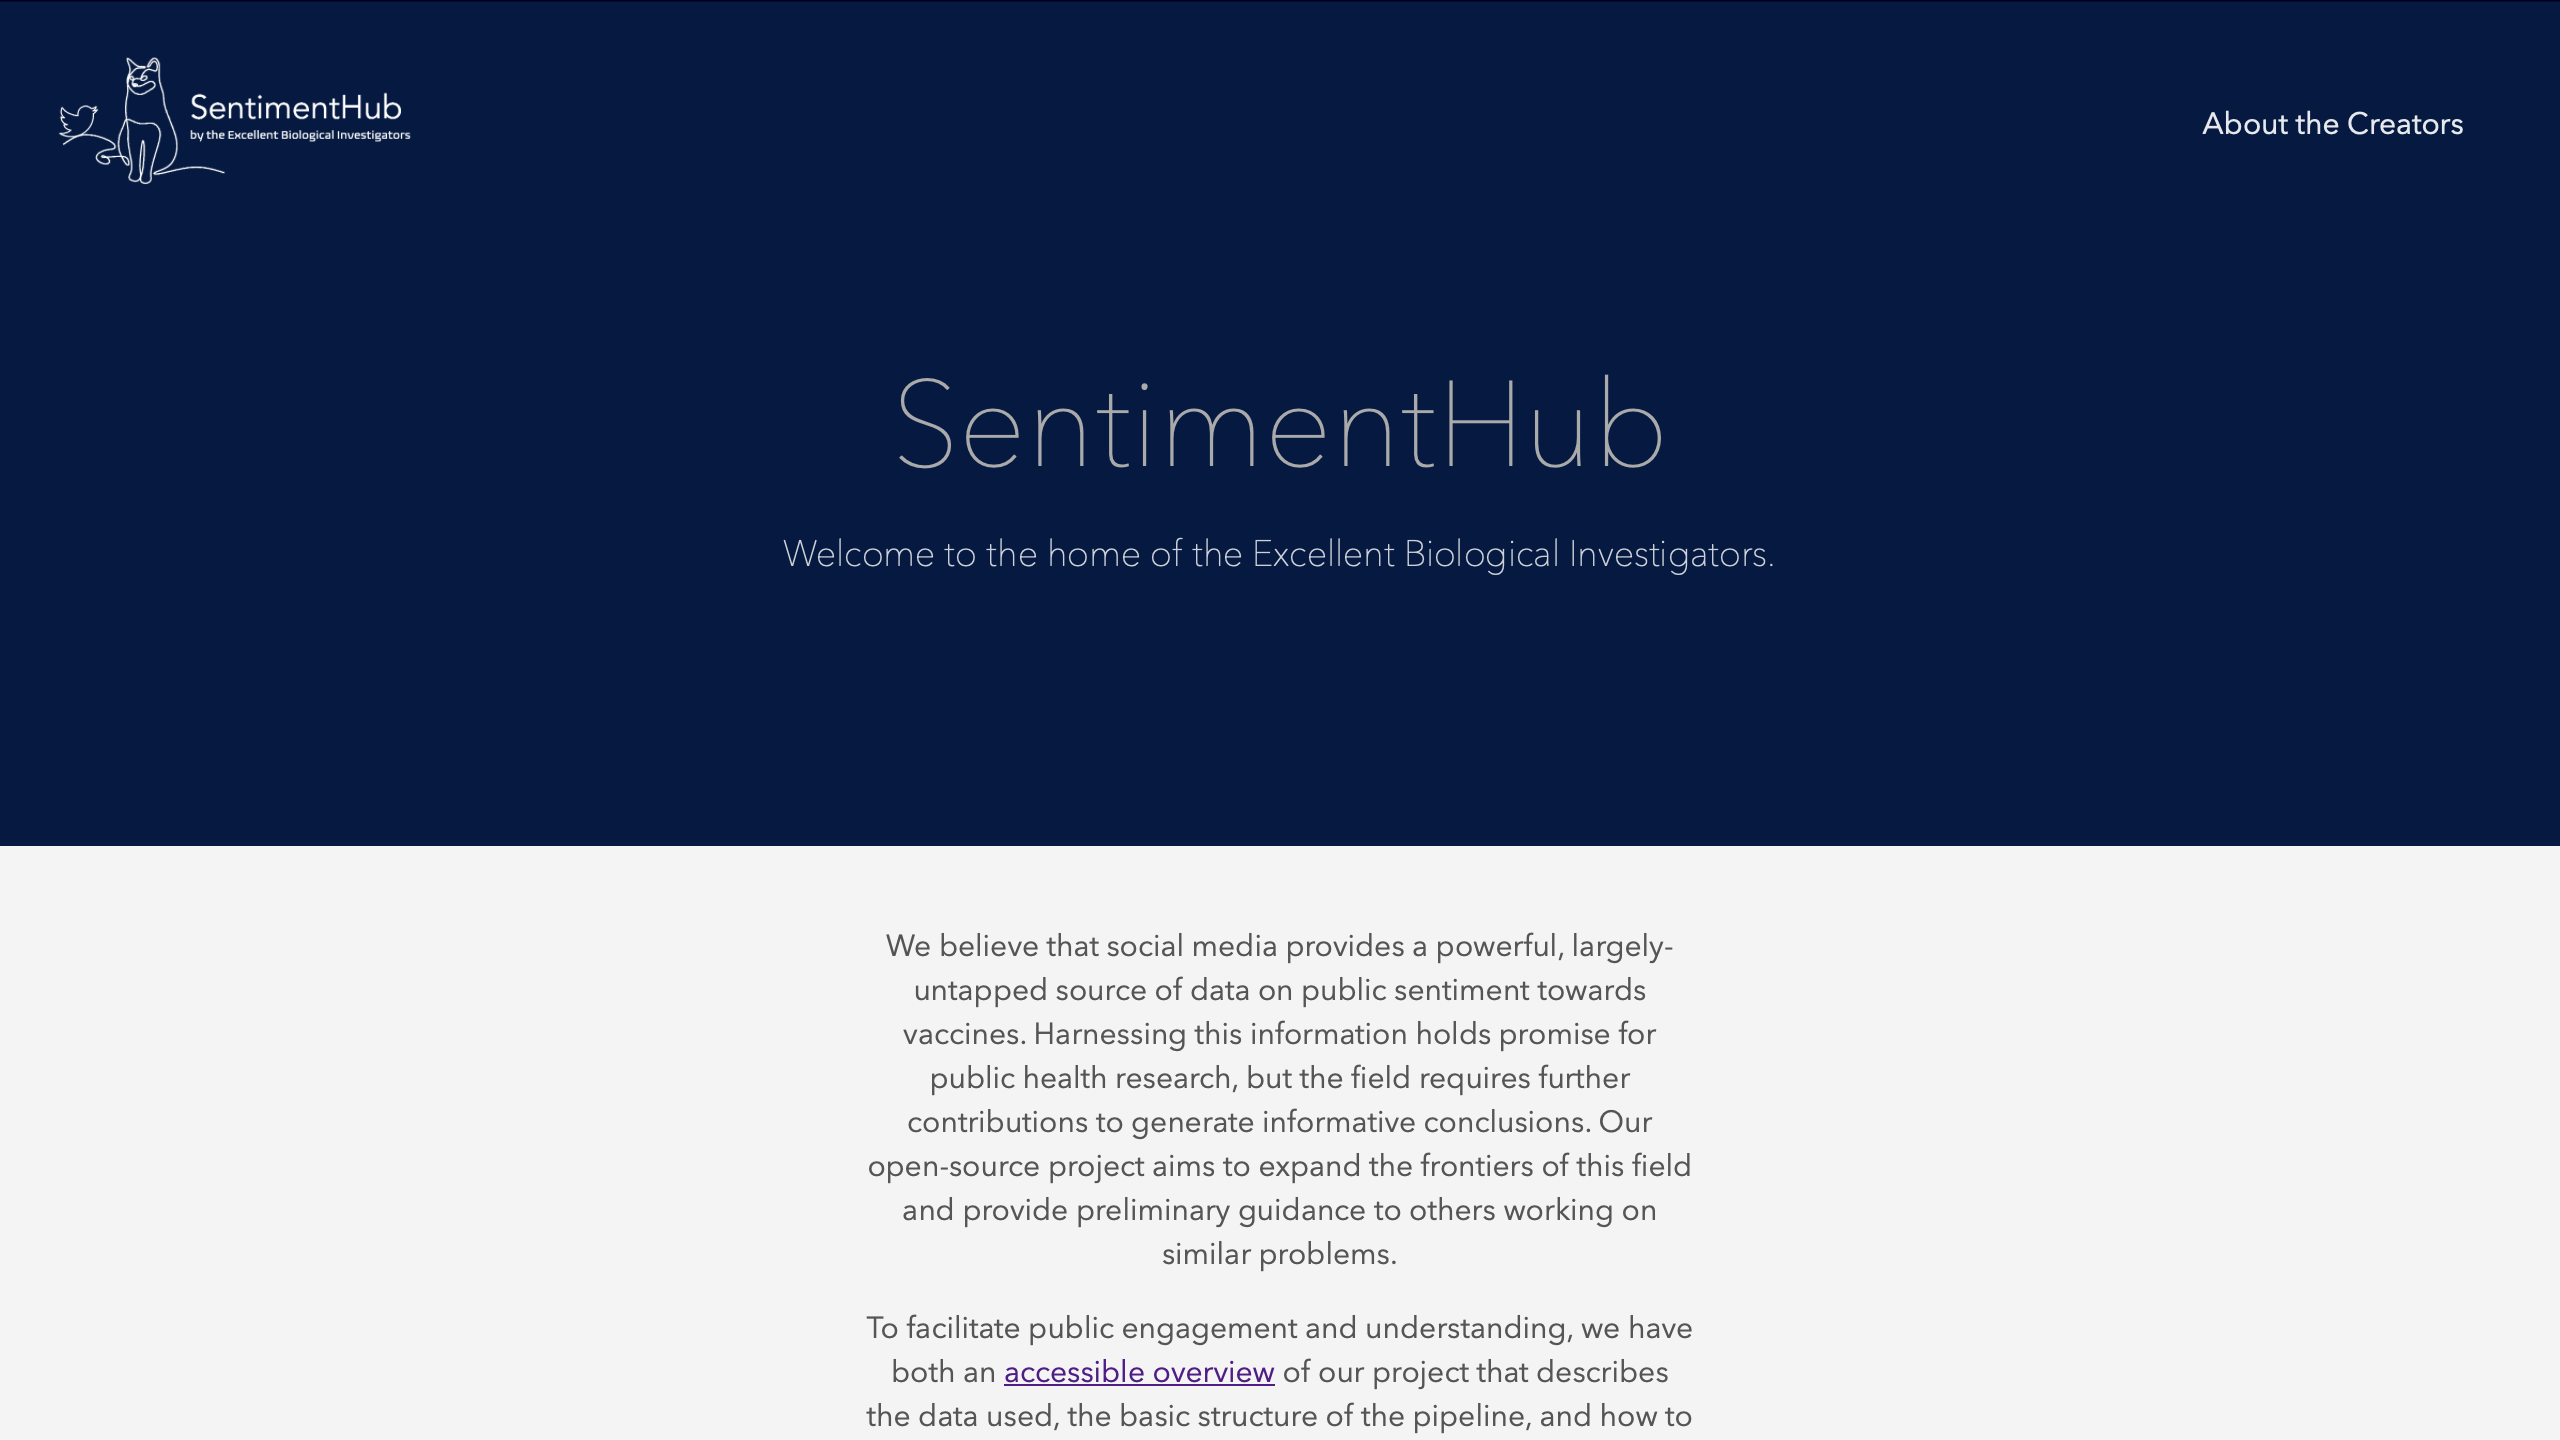 SentimentHub
by the Excellent Biological Investigators
About the Creators
SentimentHub
Welcome to the home of the Excellent Biological Investigators.
We believe that social media provides a powerful, largely-
untapped source of data on public sentiment towards
vaccines. Harnessing this information holds promise for
public health research, but the field requires further
contributions to generate informative conclusions. Our
open-source project aims to expand the frontiers of this field
and provide preliminary guidance to others working on
similar problems.
To facilitate public engagement and understanding, we have
both an accessible overview of our project that describes
the data used, the basic structure of the pipeline, and how to